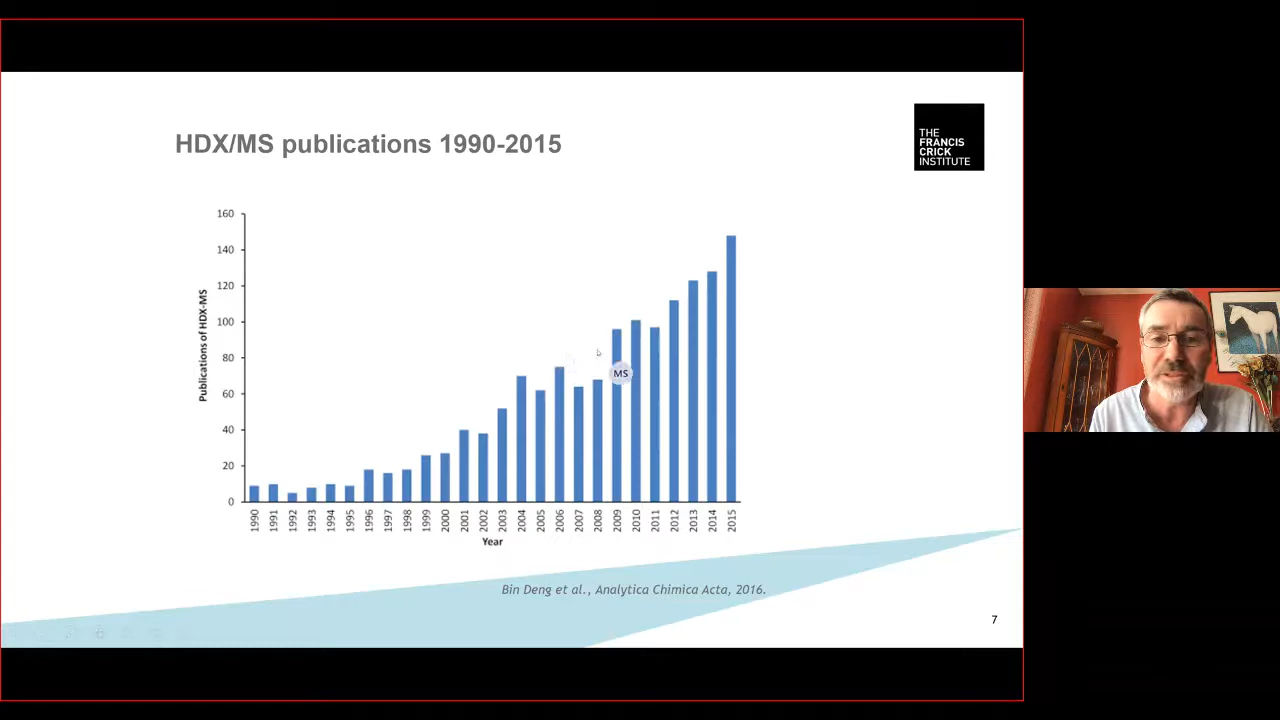 HDX/MS publications 1990-2015
THE
FRANCIS
CRICK
INSTITUTE
Publications of HDX-MS
160
140
120
100
80
60
40
20
0
MS
1990 1991 1992 1993 1994 1995 1996 1997 1998 1999 2000 2001 2002 2003 2004 2005 2006 2007 2008 2009 2010 2011 2012 2013 2014 2015
Year
Bin Deng et al., Analytica Chimica Acta, 2016.
7